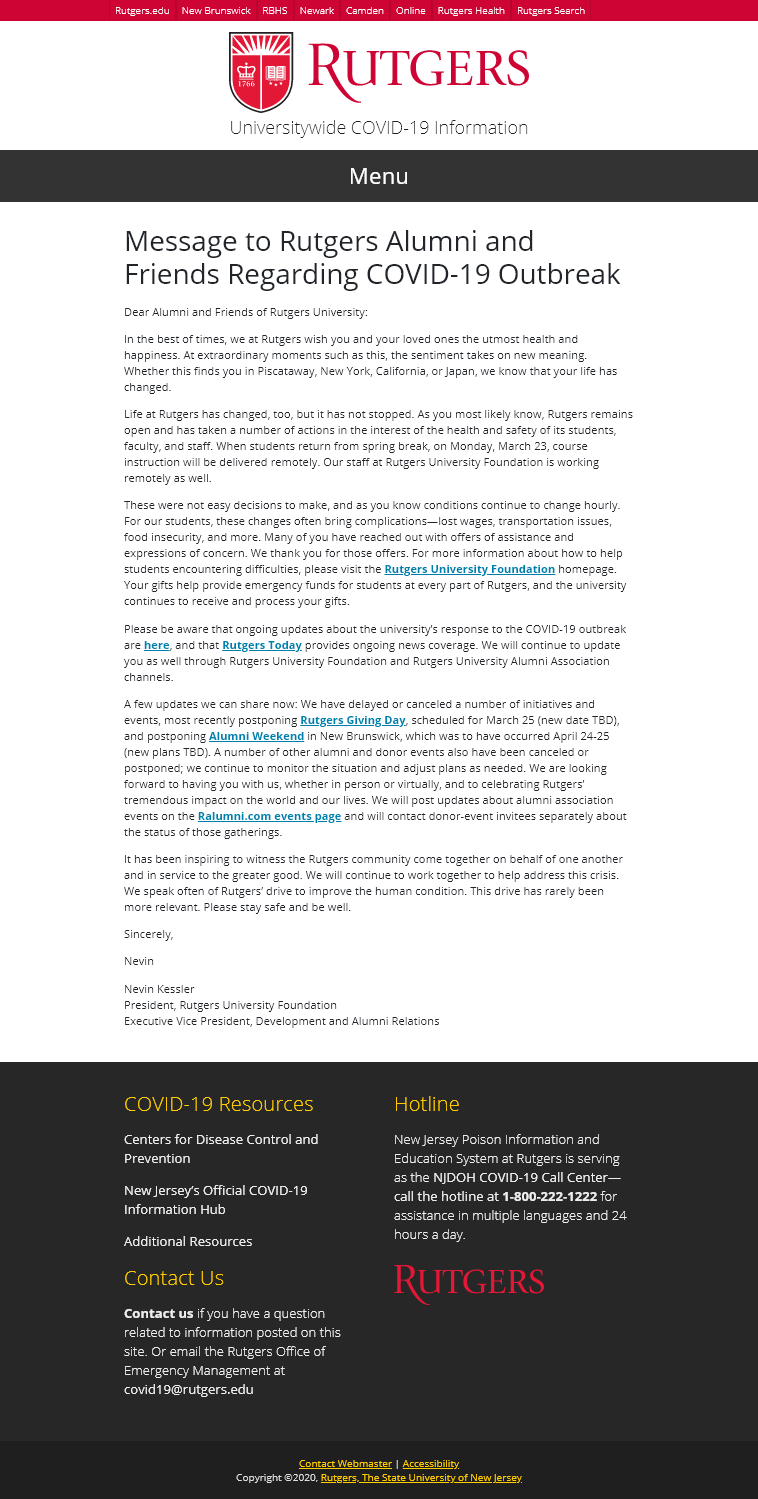 Rutgers.edu New Brunswick RBHS Newark Camden Online Rutgers Health Rutgers Search
1766
RUTGERS
Universitywide COVID-19 Information
Menu
Message to Rutgers Alumni and
Friends Regarding COVID-19 Outbreak
Dear Alumni and Friends of Rutgers University:
In the best of times, we at Rutgers wish you and your loved ones the utmost health and
happiness. At extraordinary moments such as this, the sentiment takes on new meaning.
Whether this finds you in Piscataway, New York, California, or Japan, we know that your life has
changed.
Life at Rutgers has changed, too, but it has not stopped. As you most likely know, Rutgers remains
open and has taken a number of actions in the interest of the health and safety of its students,
faculty, and staff. When students return from spring break, on Monday, March 23, course
instruction will be delivered remotely. Our staff at Rutgers University Foundation is working
remotely as well.
These were not easy decisions to make, and as you know conditions continue to change hourly.
For our students, these changes often bring complications—lost wages, transportation issues,
food insecurity, and more. Many of you have reached out with offers of assistance and
expressions of concern. We thank you for those offers. For more information about how to help
students encountering difficulties, please visit the Rutgers University Foundation homepage.
Your gifts help provide emergency funds for students at every part of Rutgers, and the university
continues to receive and process your gifts.
Please be aware that ongoing updates about the university's response to the COVID-19 outbreak
are here, and that Rutgers Today provides ongoing news coverage. We will continue to update
you as well through Rutgers University Foundation and Rutgers University Alumni Association
channels.
A few updates we can share now: We have delayed or canceled a number of initiatives and
events, most recently postponing Rutgers Giving Day, scheduled for March 25 (new date TBD),
and postponing Alumni Weekend in New Brunswick, which was to have occurred April 24-25
(new plans TBD). A number of other alumni and donor events also have been canceled or
postponed; we continue to monitor the situation and adjust plans as needed. We are looking
forward to having you with us, whether in person or virtually, and to celebrating Rutgers'
tremendous impact on the world and our lives. We will post updates about alumni association
events on the Ralumni.com events page and will contact donor-event invitees separately about
the status of those gatherings.
It has been inspiring to witness the Rutgers community come together on behalf of one another
and in service to the greater good. We will continue to work together to help address this crisis.
We speak often of Rutgers’ drive to improve the human condition. This drive has rarely been
more relevant. Please stay safe and be well.
Sincerely,
Nevin
Nevin Kessler
President, Rutgers University Foundation
Executive Vice President, Development and Alumni Relations
COVID-19 Resources
Centers for Disease Control and
Prevention
New Jersey’s Official COVID-19
Information Hub
Additional Resources
Contact Us
Contact us if you have a question
related to information posted on this
site. Or email the Rutgers Office of
Emergency Management at
covid19@rutgers.edu
Hotline
New Jersey Poison Information and
Education System at Rutgers is serving
as the NJDOH COVID-19 Call Center—
call the hotline at 1-800-222-1222 for
assistance in multiple languages and 24
hours a day.
RUTGERS
Contact Webmaster | Accessibility
Copyright ©2020, Rutgers, The State University of New Jersey